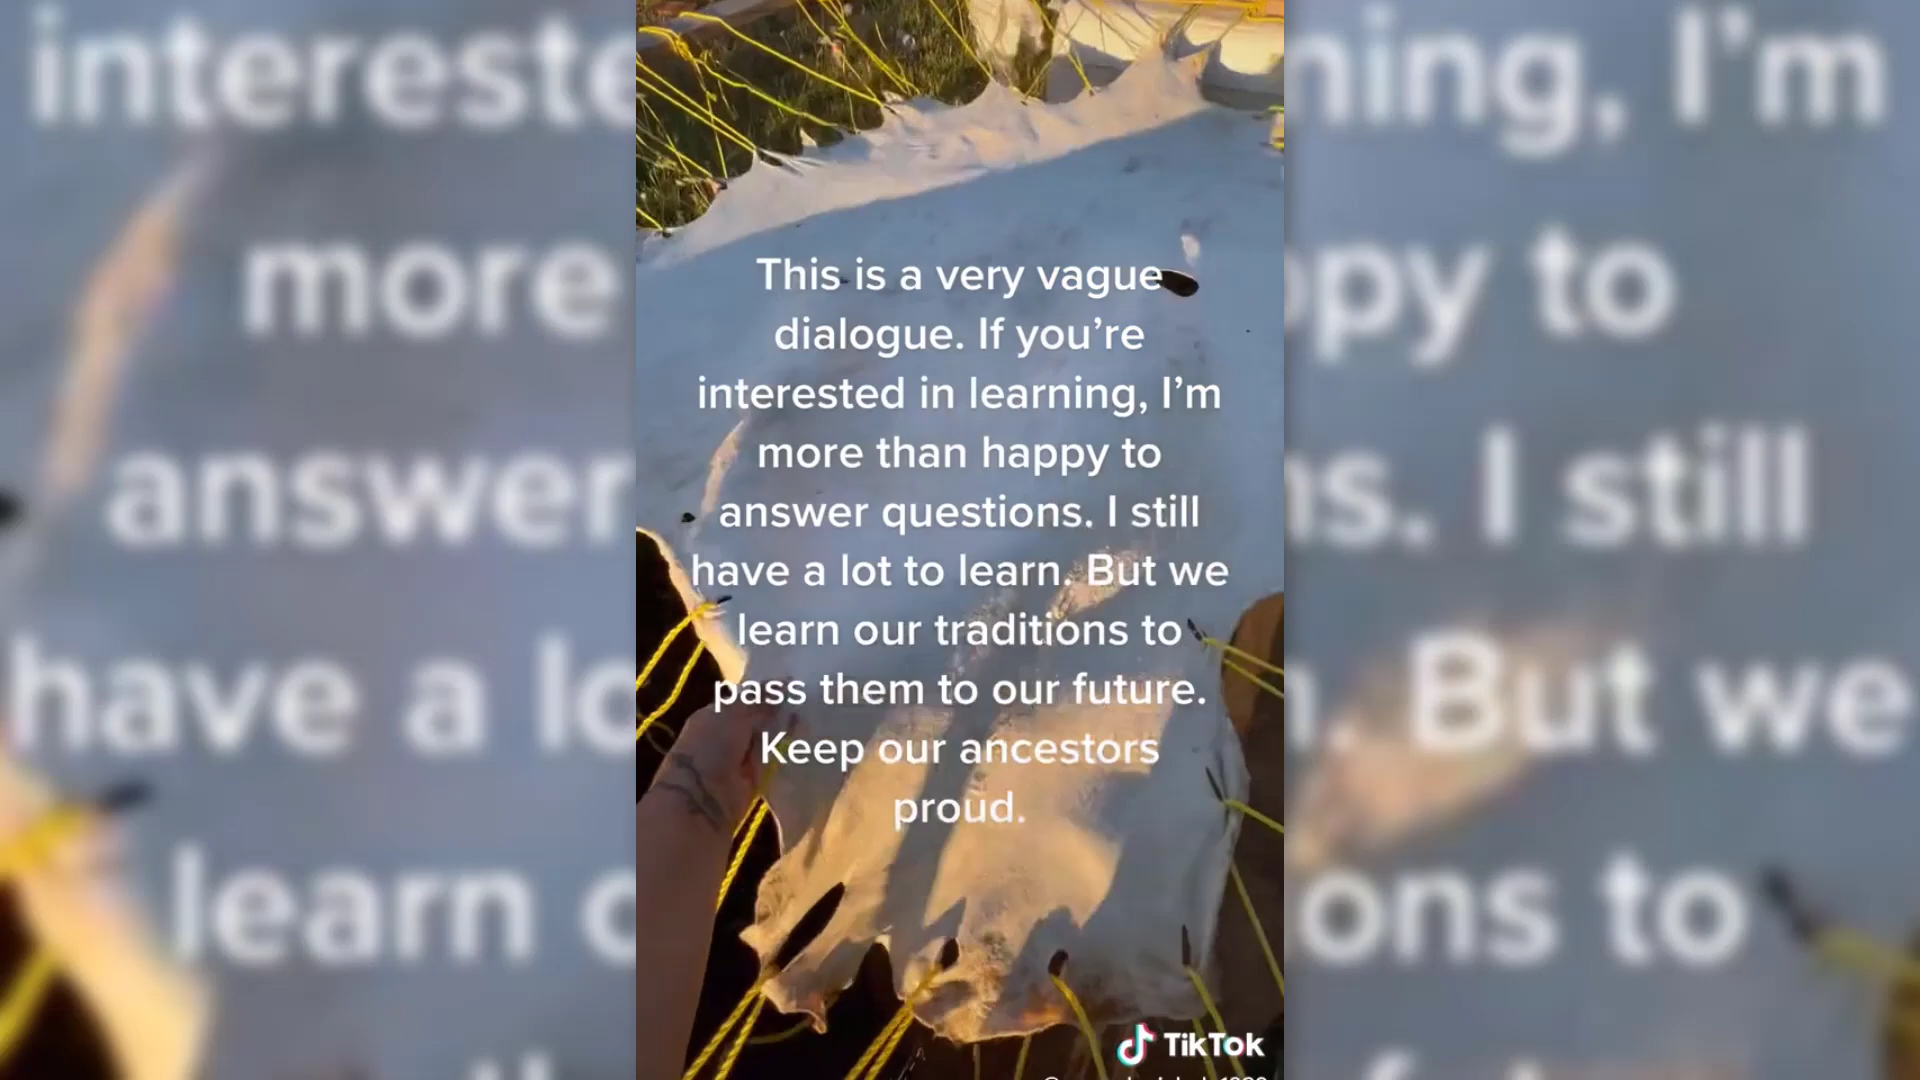 This is a very vague
dialogue. If you’re
interested in learning, I’m
more than happy to
answer questions. I still
have a lot to learn. But we
learn our traditions to
pass them to our future.
Keep our ancestors
proud.
TikTok